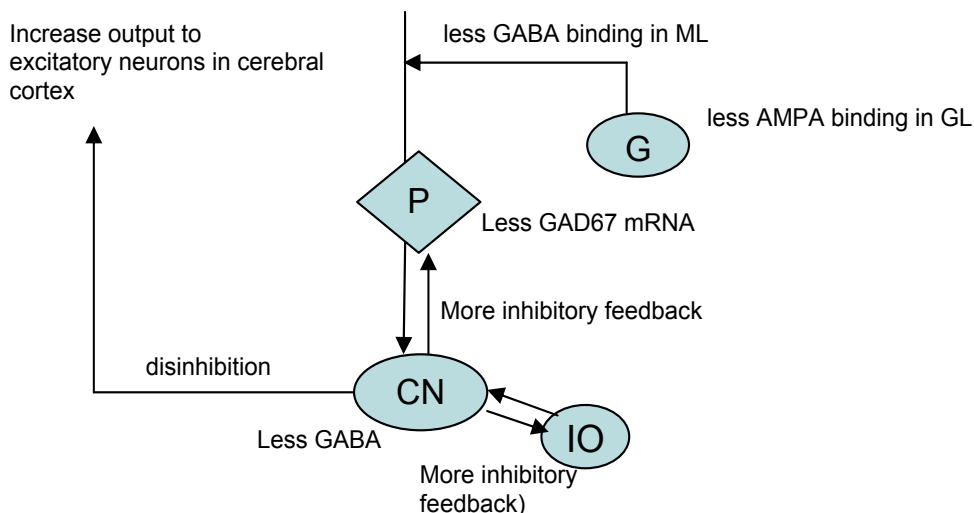 Increase output to
excitatory neurons in cerebral
cortex
less GABA binding in ML
G
less AMPA binding in GL
P
Less GAD67 mRNA
More inhibitory feedback
disinhibition
CN
Less GABA
IO
More inhibitory
feedback)